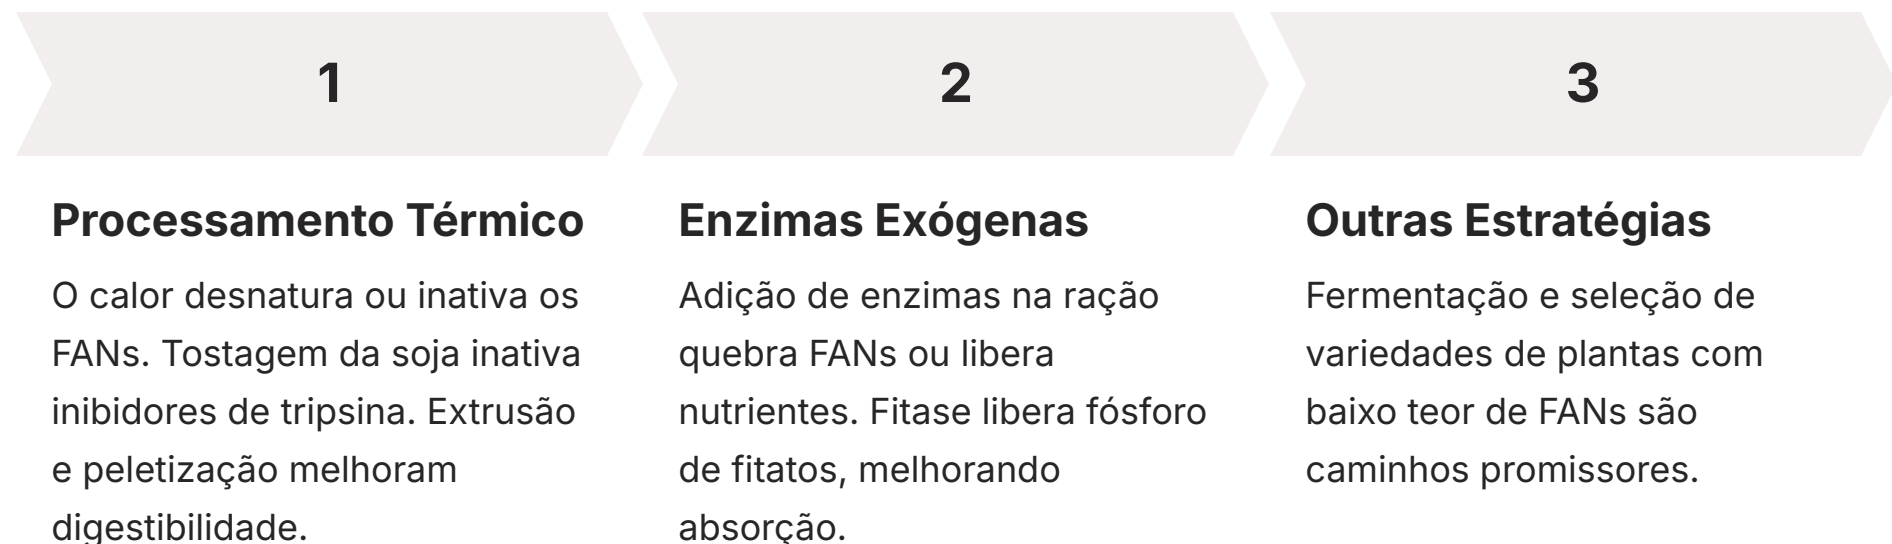 1
Processamento Térmico
O calor desnatura ou inativa os
FANs. Tostagem da soja inativa
inibidores de tripsina. Extrusão
e peletização melhoram
digestibilidade.
2
Enzimas Exógenas
Adição de enzimas na ração
quebra FANs ou libera
nutrientes. Fitase libera fósforo
de fitatos, melhorando
absorção.
3
Outras Estratégias
Fermentação e seleção de
variedades de plantas com
baixo teor de FANs são
caminhos promissores.